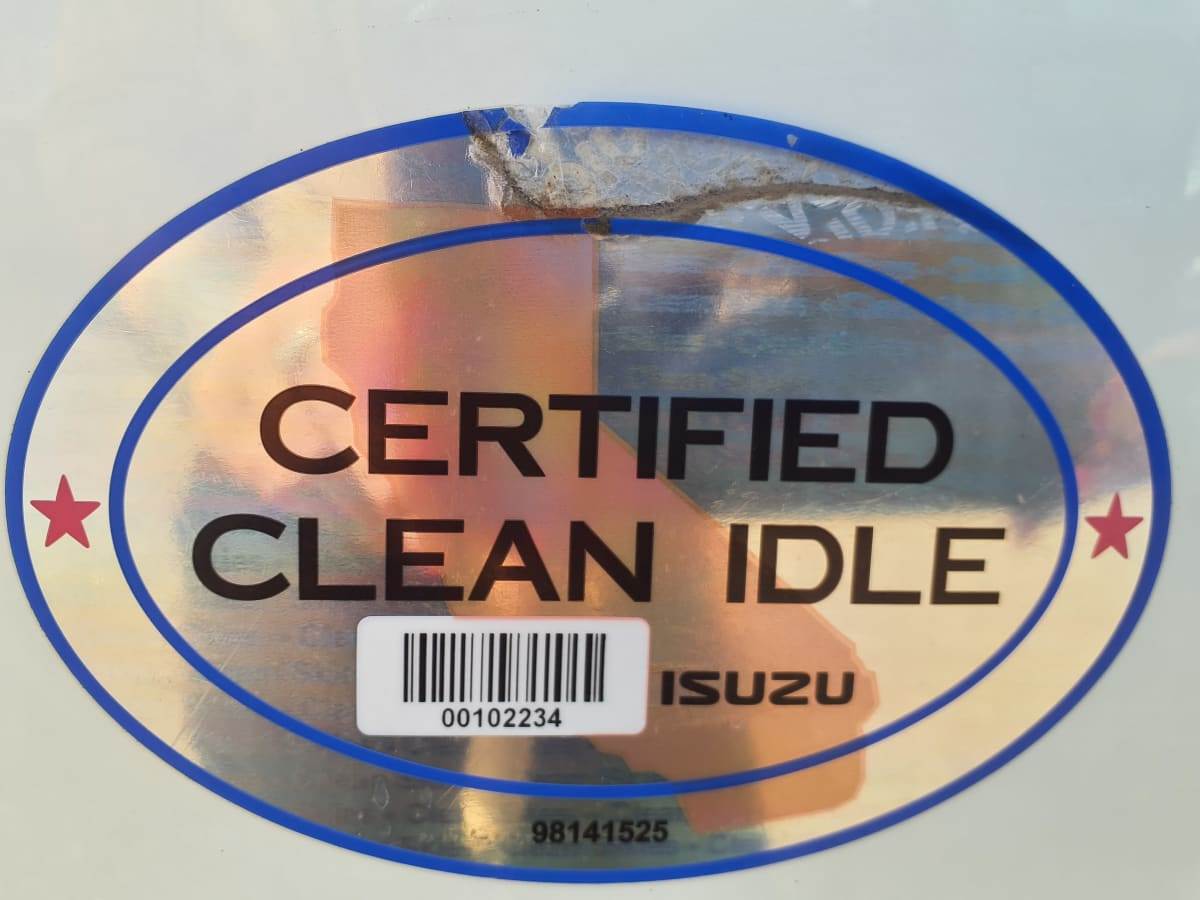 CERTIFIED
CLEAN IDLE
00102234
ISUZU
98141525